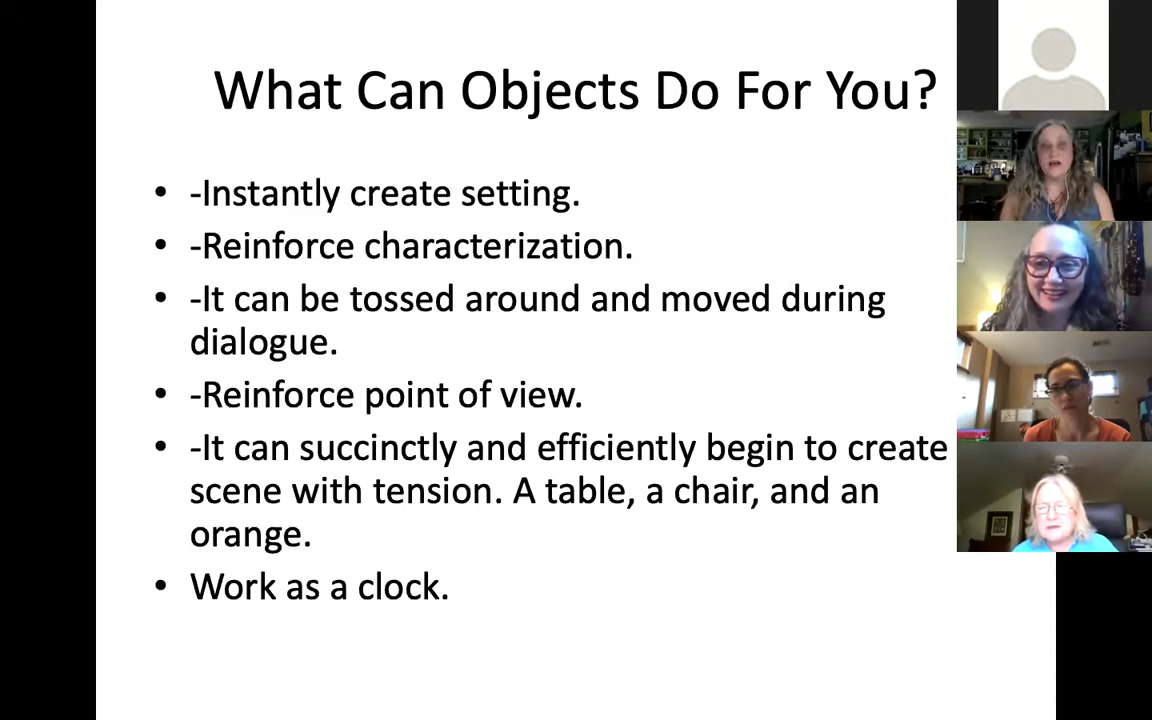 What Can Objects Do For You?
• -Instantly create setting.
• -Reinforce characterization.
• -It can be tossed around and moved during
dialogue.
• -Reinforce point of view.
• -It can succinctly and efficiently begin to create
scene with tension. A table, a chair, and an
orange.
• Work as a clock.